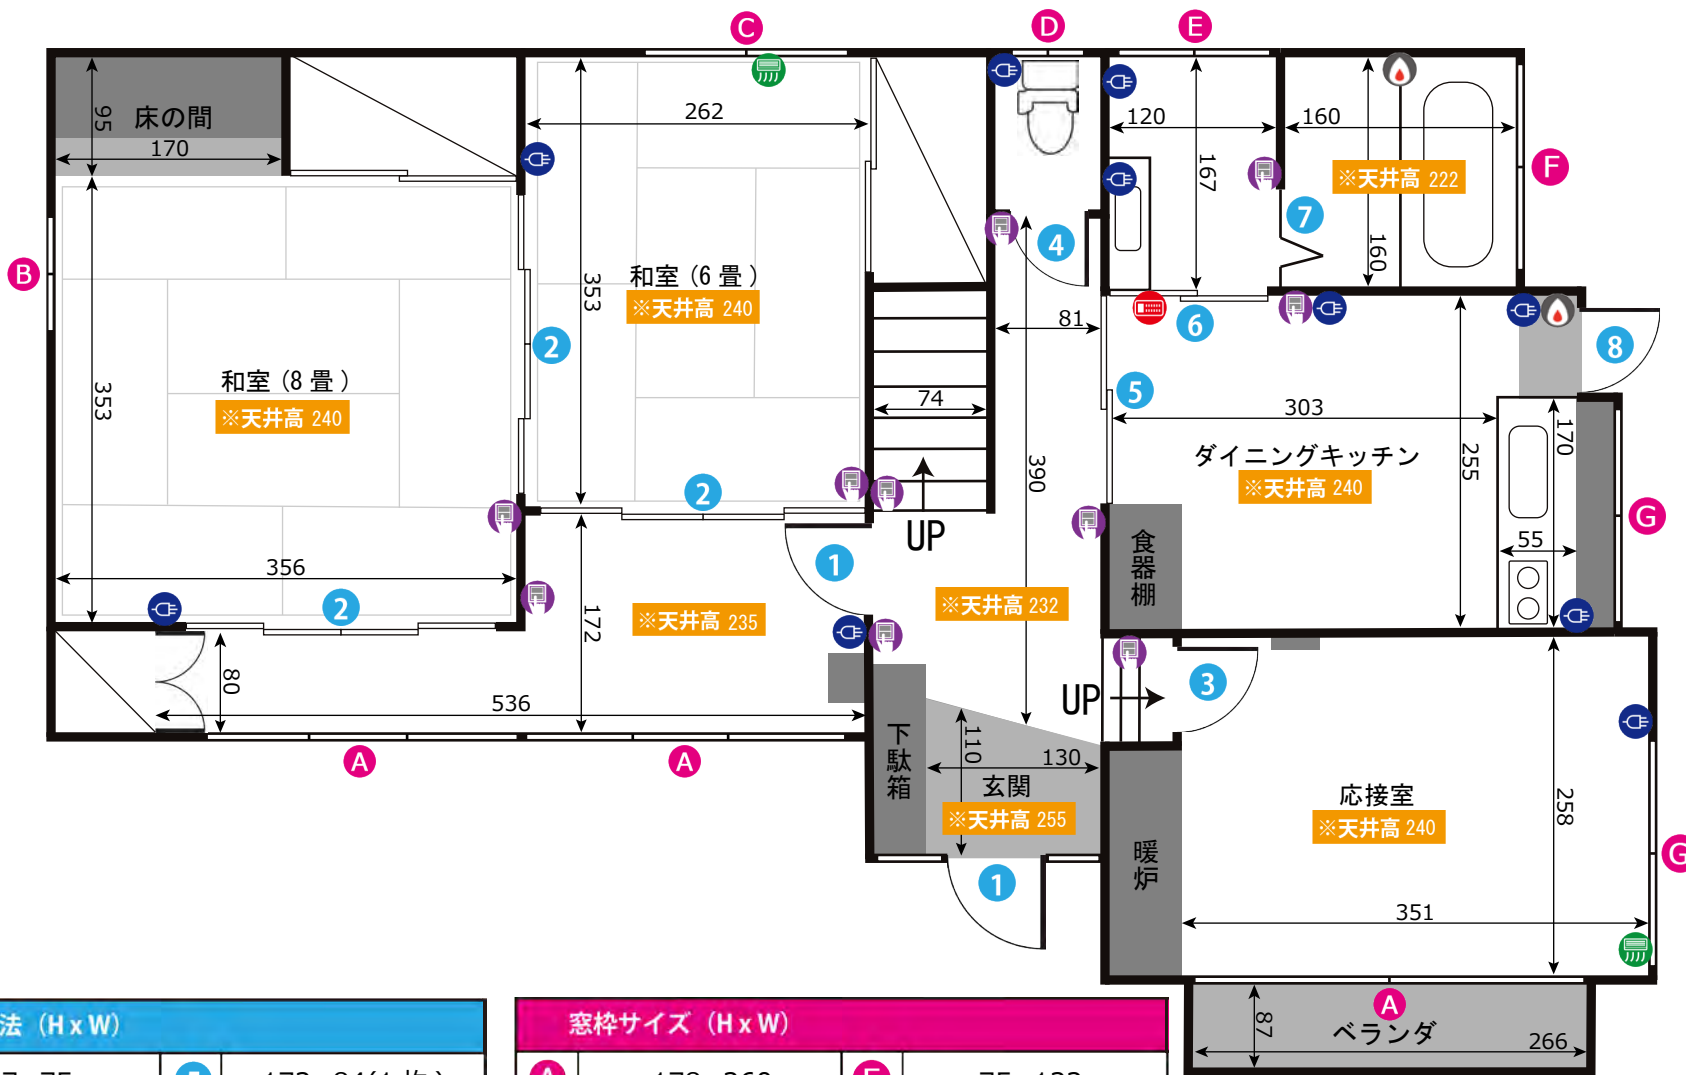 C
D
E
床の間
95
170
353
262
120
167
160
※天井高 222
160
F
7
4
B
和室(6畳)
※天井高 240
353
2
81
6
8
和室(8畳)
※天井高 240
353
74
5
303
ダイニングキッチン
※天井高 240
390
255
170
2
UP
食器棚
55
G
356
2
1
172
※天井高 235
※天井高 232
80
536
UP
3
A
A
下駄箱
110
130
玄関
※天井高 255
応接室
※天井高 240
258
暖炉
G
1
351
A
87
ベランダ
266
法(H x W)
窓枠サイズ(H x W)
A
178
260
E
75